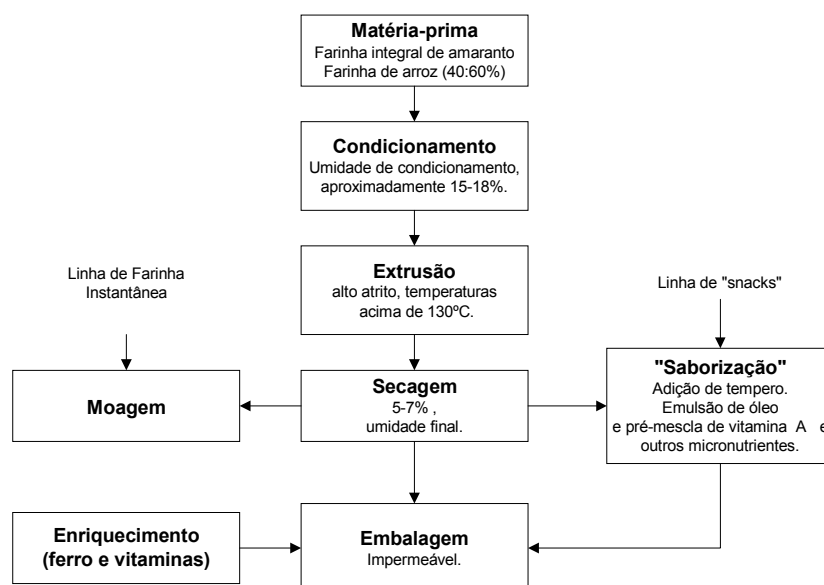 Matéria-prima
Farinha integral de amaranto
Farinha de arroz (40:60%)
Condicionamento
Umidade de condicionamento,
aproximadamente 15-18%.
Extrusão
alto atrito, temperaturas
acima de 130ºC.
Linha de Farinha
Instantânea
Linha de "snacks"
Moagem
Secagem
5-7% ,
umidade final.
"Saborização"
Adição de tempero.
Emulsão de óleo
e pré-mescla de vitamina A e
outros micronutrientes.
Enriquecimento
(ferro e vitaminas)
Embalagem
Impermeável.